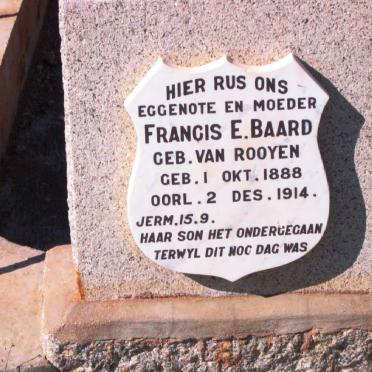 HIER RUS ONS
EGGENOTE EN MOEDER
FRANCIS E. BAARD
GEB. VAN ROOYEN
GEB. 1 OKT. 1888
OORL. 2 DES. 1914.
JERM. 15.9.
HAAR SON HET ONDERGEGAAN
TERWYL DIT NOG DAG WAS